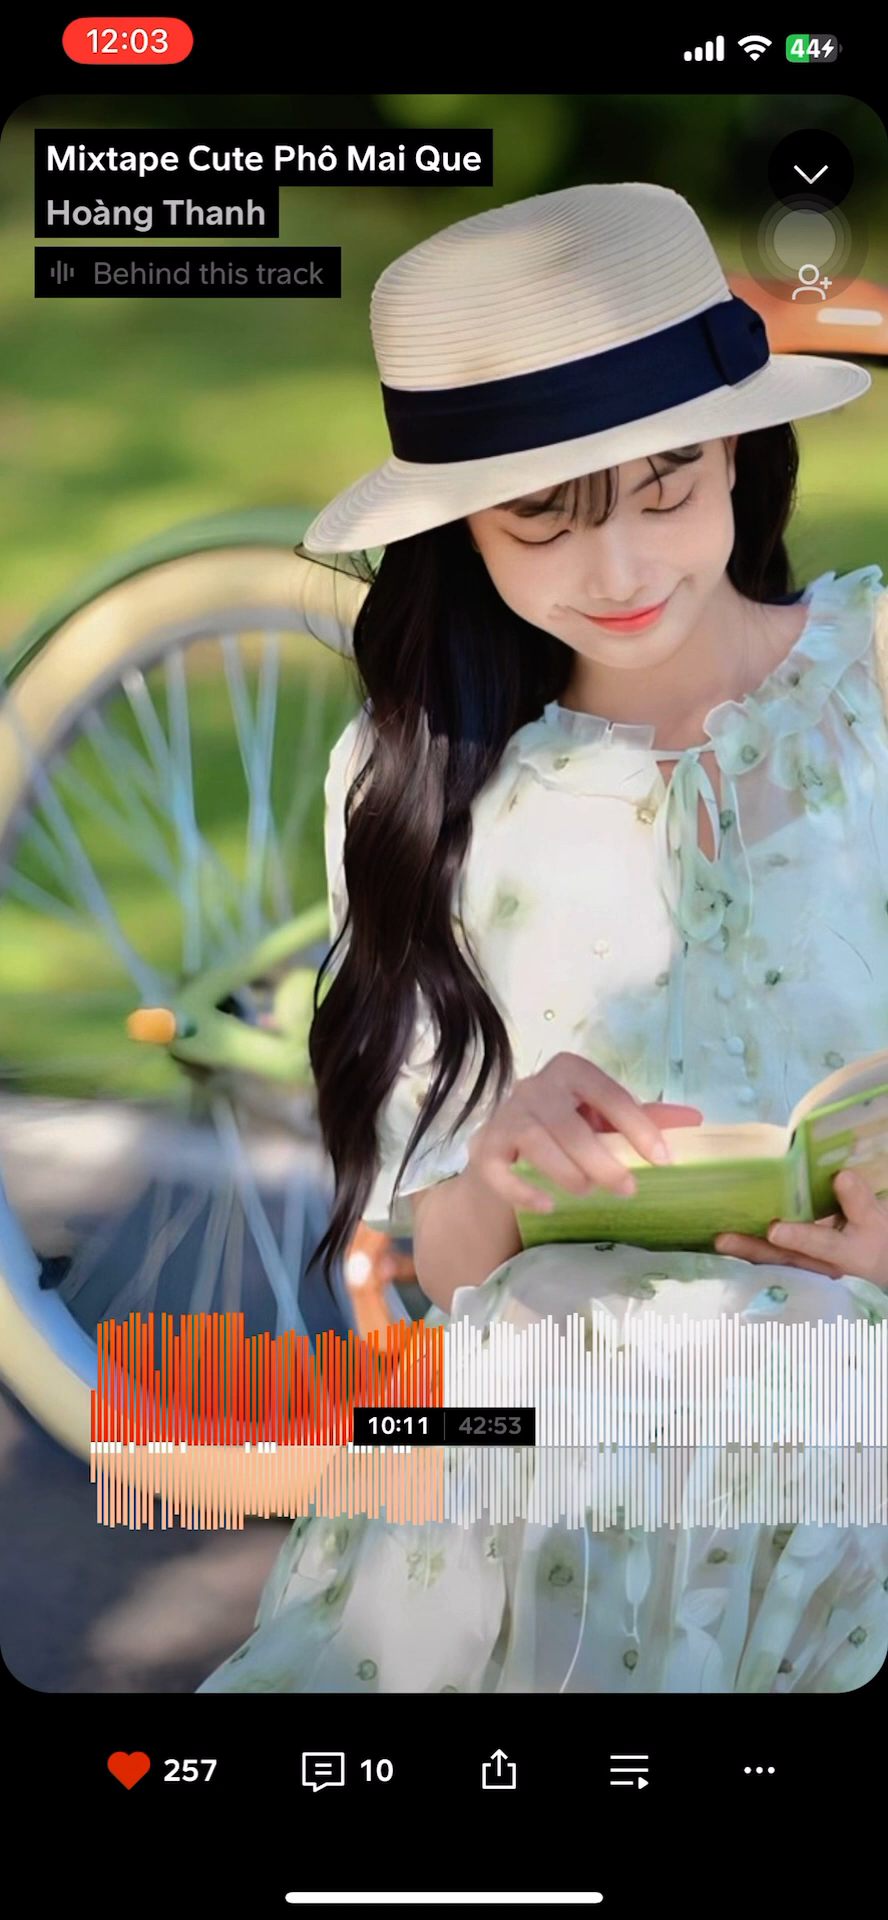 12:03
44
Mixtape Cute Phô Mai Que
Hoàng Thanh
Behind this track
10:11 42:53
257
10